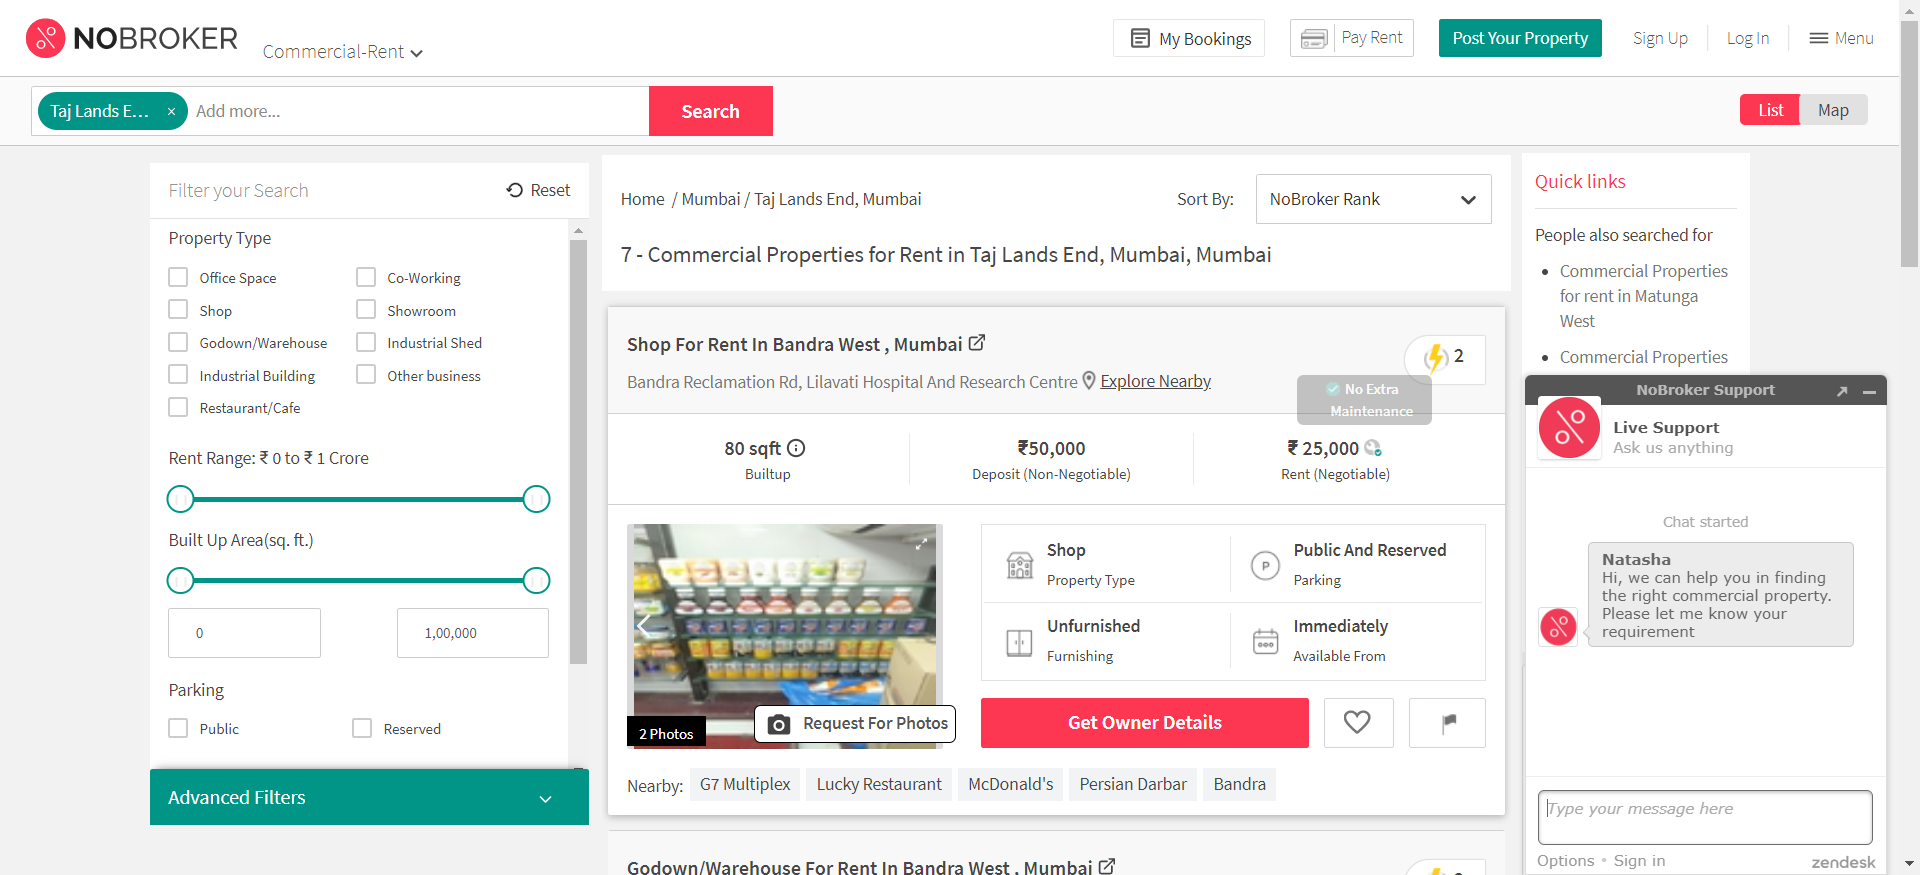 NOBROKER
Commercial-Rent
My Bookings
Pay Rent
Post Your Property
Sign Up
Log In
Menu
Taj Lands E... ×
Add more...
Search
List
Map
Filter your Search
Reset
Property Type
Office Space
Co-Working
Shop
Showroom
Godown/Warehouse
Industrial Shed
Industrial Building
Other business
Restaurant/Cafe
Rent Range: ₹ 0 to ₹ 1 Crore
Built Up Area(sq. ft.)
0
1,00,000
Parking
Public
Reserved
Advanced Filters
Home / Mumbai / Taj Lands End, Mumbai
Sort By:
NoBroker Rank
7 - Commercial Properties for Rent in Taj Lands End, Mumbai, Mumbai
Shop For Rent In Bandra West , Mumbai
2
Bandra Reclamation Rd, Lilavati Hospital And Research Centre
Explore Nearby
No Extra
Maintenance
80 sqft
Builtup
₹50,000
Deposit (Non-Negotiable)
₹ 25,000
Rent (Negotiable)
2 Photos
Request For Photos
Shop
Property Type
P
Public And Reserved
Parking
Unfurnished
Furnishing
Immediately
Available From
Get Owner Details
Nearby:
G7 Multiplex
Lucky Restaurant
McDonald's
Persian Darbar
Bandra
Godown/Warehouse For Rent In Bandra West , Mumbai
Quick links
People also searched for
Commercial Properties
for rent in Matunga
West
Commercial Properties
NoBroker Support
Live Support
Ask us anything
Chat started
Natasha
Hi, we can help you in finding
the right commercial property.
Please let me know your
requirement
Type your message here
Options • Sign in
zendesk